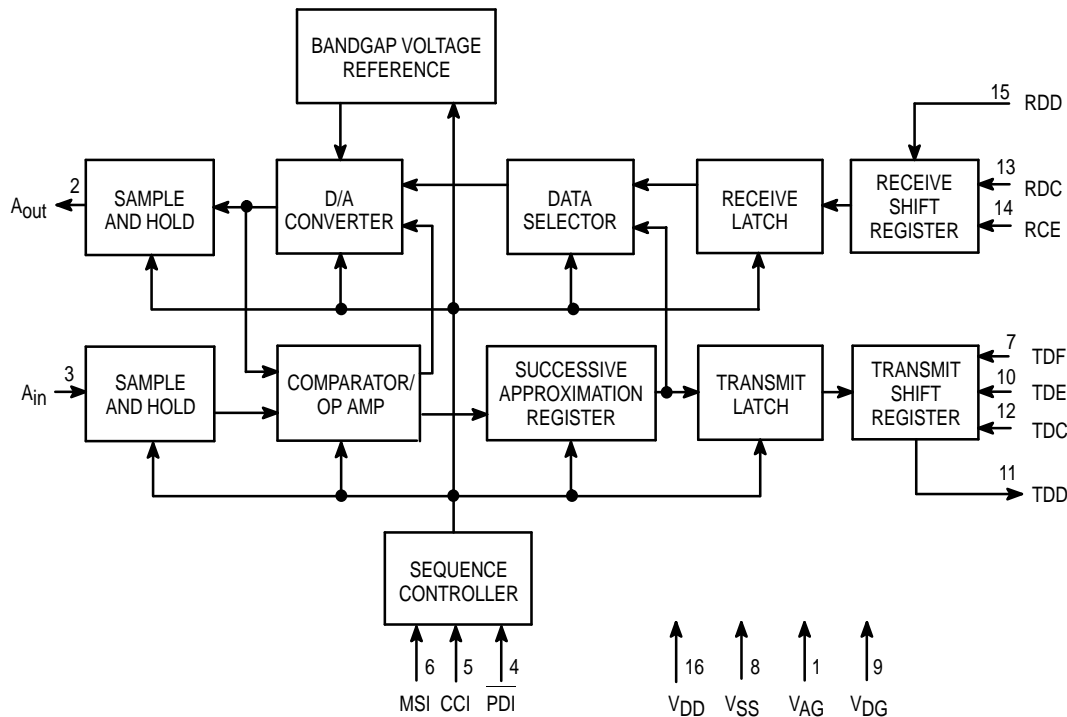 BANDGAP VOLTAGE
REFERENCE
15
RDD
2
Aout
SAMPLE
AND HOLD
D/A
CONVERTER
DATA
SELECTOR
RECEIVE
LATCH
RECEIVE
SHIFT
REGISTER
13
RDC
14
RCE
3
Ain
SAMPLE
AND HOLD
COMPARATOR/
OP AMP
SUCCESSIVE
APPROXIMATION
REGISTER
TRANSMIT
LATCH
TRANSMIT
SHIFT
REGISTER
7
TDF
10
TDE
12
TDC
11
TDD
SEQUENCE
CONTROLLER
6
5
4
16
8
1
9
MSI
CCI
PDI
VDD
VSS
VAG
VDG